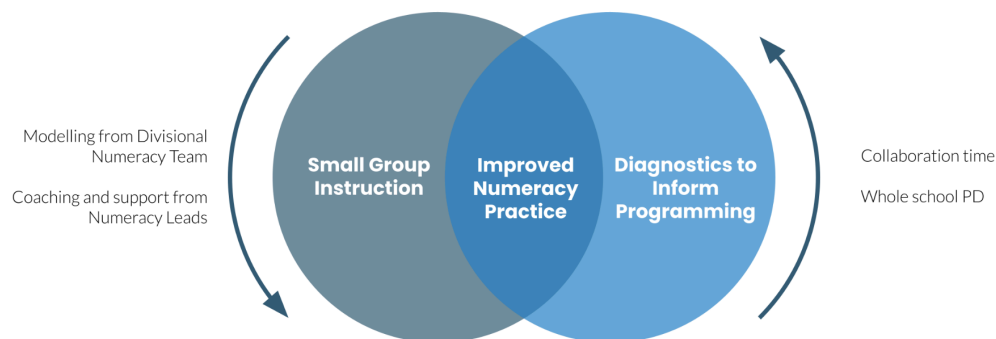 Modelling from Divisional
Numeracy Team
Coaching and support from
Numeracy Leads
Small Group
Instruction
Improved
Numeracy
Practice
Diagnostics to
Inform
Programming
Collaboration time
Whole school PD